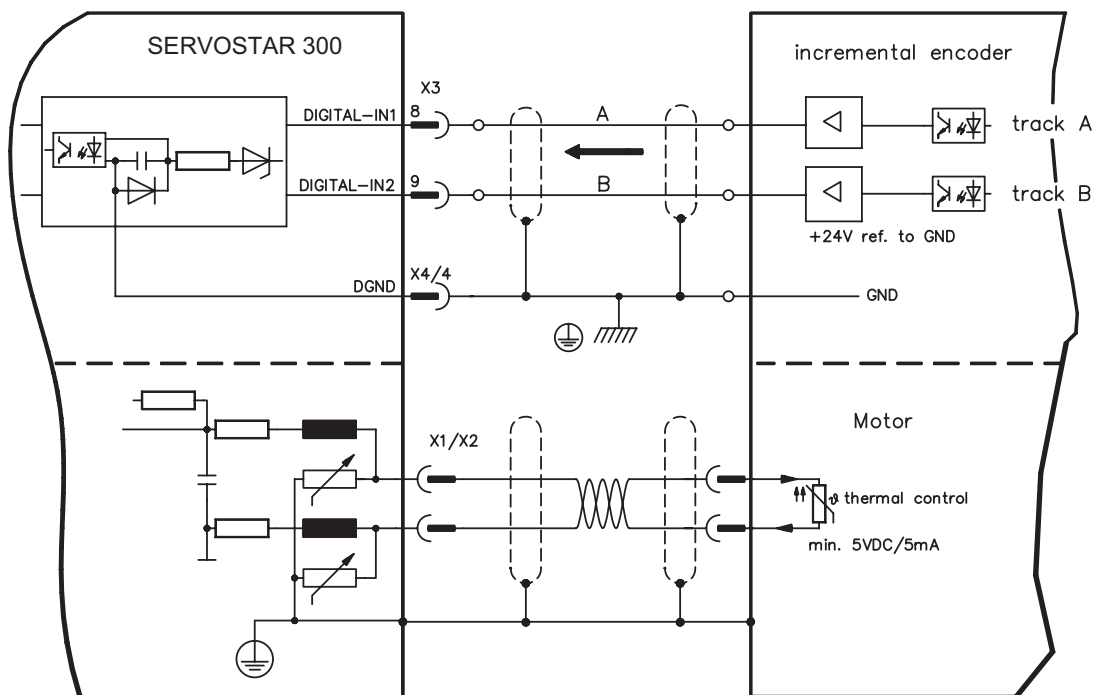 SERVOSTAR 300
incremental encoder
X3
DIGITAL-IN1
8
A
track A
DIGITAL-IN2
9
B
track B
+24V ref. to GND
X4/4
DGND
GND
Motor
X1/X2
ϑ thermal control
min. 5VDC/5mA